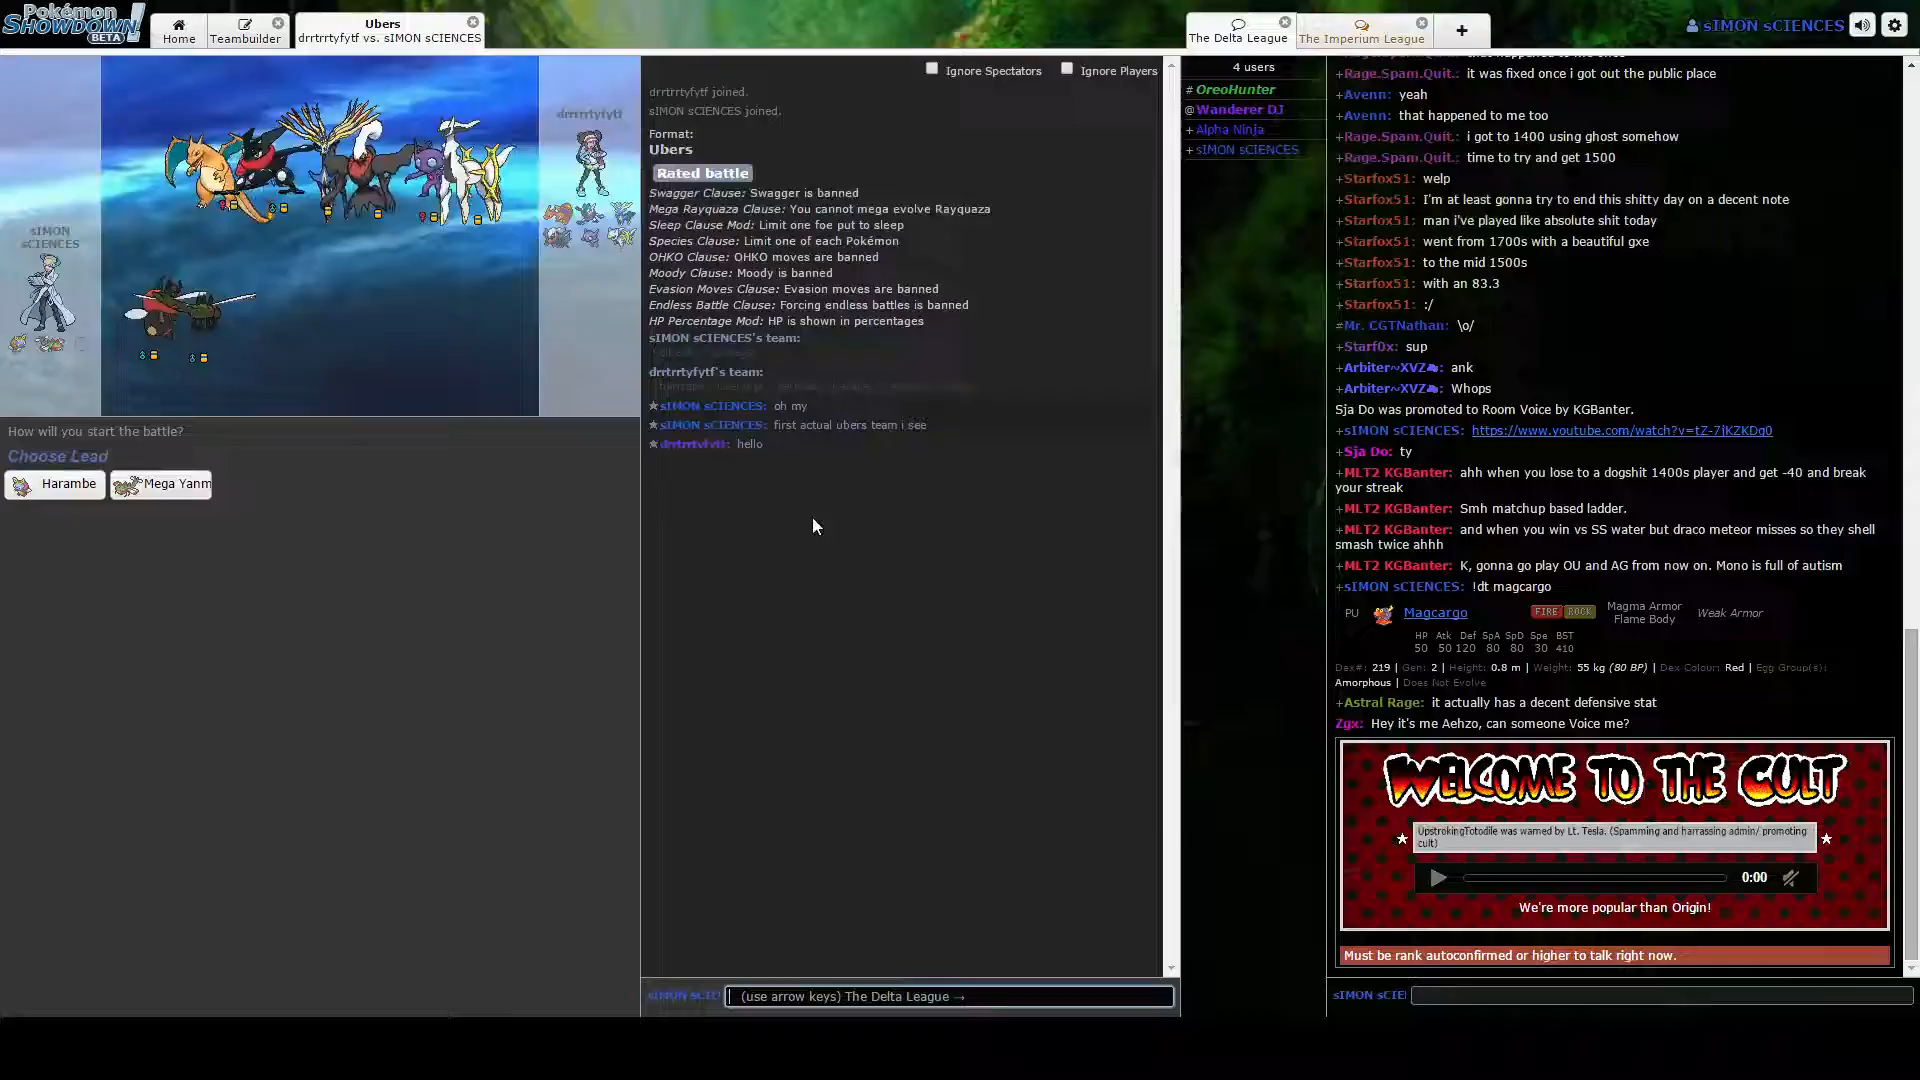 Pokémon
SHOWDOWN!
BETA
Home
Teambuilder
Ubers
drrtrrtyfytf vs. sIMON sCIENCES
The Delta League
The Imperium League
+
sIMON sCIENCES
drrtrrtyfytf
sIMON
sCIENCES
How will you start the battle?
Choose Lead
Harambe
Mega Yanm
Ignore Spectators
Ignore Players
drrtrrtyfytf joined.
sIMON sCIENCES joined.
Format:
Ubers
Rated battle
Swagger Clause: Swagger is banned
Mega Rayquaza Clause: You cannot mega evolve Rayquaza
Sleep Clause Mod: Limit one foe put to sleep
Species Clause: Limit one of each Pokémon
OHKO Clause: OHKO moves are banned
Moody Clause: Moody is banned
Evasion Moves Clause: Evasion moves are banned
Endless Battle Clause: Forcing endless battles is banned
HP Percentage Mod: HP is shown in percentages
sIMON sCIENCES's team:
drrtrrtyfytf's team:
★sIMON sCIENCES: oh my
★sIMON sCIENCES: first actual ubers team i see
★drrtrrtyfytf: hello
sIMON sCIE
(use arrow keys) The Delta League →
4 users
#OreoHunter
@Wanderer DJ
+Alpha Ninja
+sIMON sCIENCES
+Rage.Spam.Quit.: it was fixed once i got out the public place
+Avenn: yeah
+Avenn: that happened to me too
+Rage.Spam.Quit.: i got to 1400 using ghost somehow
+Rage.Spam.Quit.: time to try and get 1500
+Starfox51: welp
+Starfox51: I'm at least gonna try to end this shitty day on a decent note
+Starfox51: man i've played like absolute shit today
+Starfox51: went from 1700s with a beautiful gxe
+Starfox51: to the mid 1500s
+Starfox51: with an 83.3
+Starfox51: :/
#Mr. CGTNathan: \o/
+Starf0x: sup
+Arbiter~XVZ: ank
+Arbiter~XVZ: Whops
Sja Do was promoted to Room Voice by KGBanter.
+sIMON sCIENCES: https://www.youtube.com/watch?v=tZ-7jKZKDq0
+Sja Do: ty
+MLT2 KGBanter: ahh when you lose to a dogshit 1400s player and get -40 and break
your streak
+MLT2 KGBanter: Smh matchup based ladder.
+MLT2 KGBanter: and when you win vs SS water but draco meteor misses so they shell
smash twice ahhh
+MLT2 KGBanter: K, gonna go play OU and AG from now on. Mono is full of autism
+sIMON sCIENCES: !dt magcargo
PU Magcargo FIRE ROCK Magma Armor Flame Body Weak Armor
HP Atk Def SpA SpD Spe BST
50 50 120 80 80 30 410
Dex#: 219 | Gen: 2 | Height: 0.8 m | Weight: 55 kg (80 BP) | Dex Colour: Red | Egg Group(s):
Amorphous | Does Not Evolve
+Astral Rage: it actually has a decent defensive stat
Zgx: Hey it's me Aehzo, can someone Voice me?
WELCOME TO THE CULT
UpstrokingTotodile was warned by Lt. Tesla. (Spamming and harrassing admin/ promoting
cult)
0:00
We're more popular than Origin!
Must be rank autoconfirmed or higher to talk right now.
sIMON sCIE